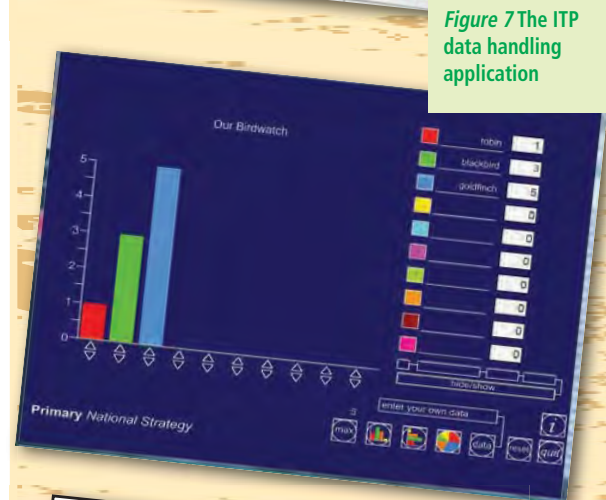 Figure 7 The ITP
data handling
application
Our Birdwatch
5
4
3
2
1
0
robin 1
blackbird 3
goldfinch 5
0
0
0
0
0
0
0
hide/show
enter your own data
5
max
data
reset
quit
i
Primary National Strategy